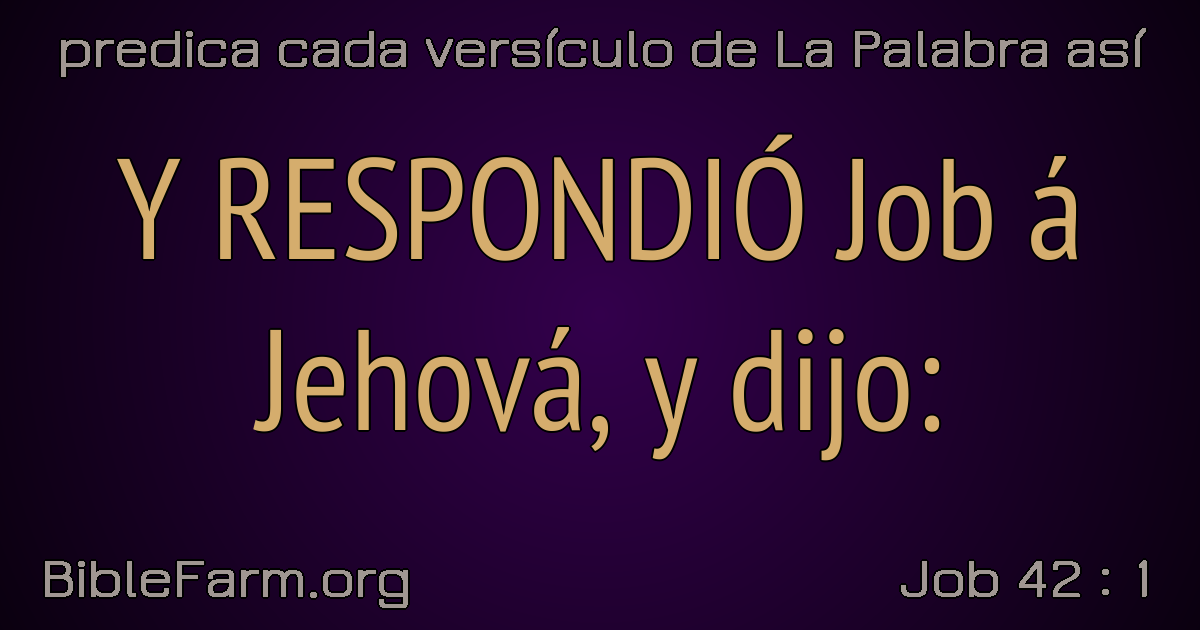 predica cada versículo de La Palabra así
Y RESPONDIÓ Job á
Jehová, y dijo:
BibleFarm.org
Job 42 : 1